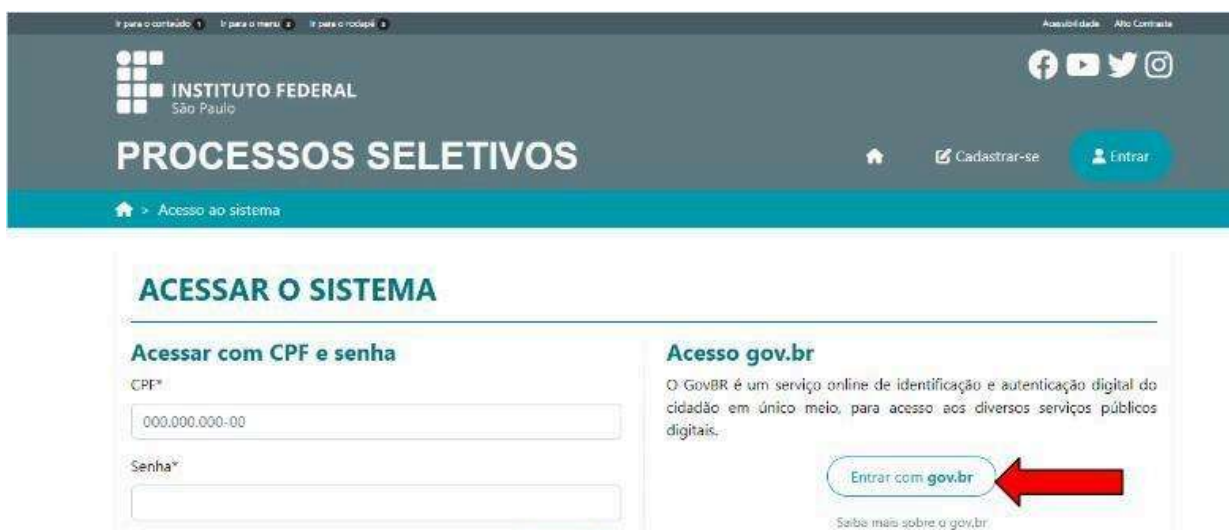 Ir para o conteúdo 1 Ir para o menu 2 Ir para o rodapé 3 Acessibilidade Alto Contraste
INSTITUTO FEDERAL
São Paulo
PROCESSOS SELETIVOS
Cadastrar-se
Entrar
> Acesso ao sistema
ACESSAR O SISTEMA
Acessar com CPF e senha
CPF*
000.000.000-00
Senha*
Acesso gov.br
O GovBR é um serviço online de identificação e autenticação digital do
cidadão em único meio, para acesso aos diversos serviços públicos
digitais.
Entrar com gov.br
Saiba mais sobre o gov.br